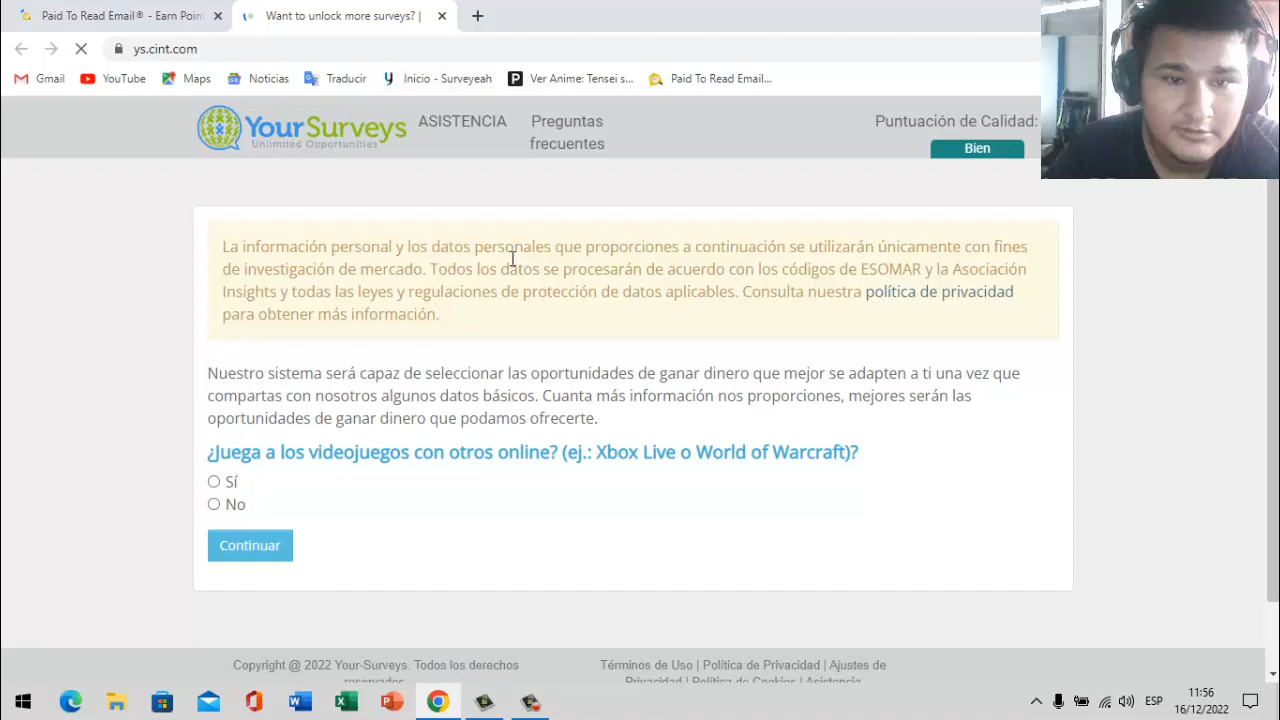 Paid To Read Email® - Earn Poin
Want to unlock more surveys? |
ys.cint.com
Gmail
YouTube
Maps
Noticias
Traducir
Inicio - Surveyeah
Ver Anime: Tensei s...
Paid To Read Email...
YourSurveys
Unlimited Opportunities
ASISTENCIA
Preguntas
frecuentes
Puntuación de Calidad:
Bien
La información personal y los datos personales que proporciones a continuación se utilizarán únicamente con fines
de investigación de mercado. Todos los datos se procesarán de acuerdo con los códigos de ESOMAR y la Asociación
Insights y todas las leyes y regulaciones de protección de datos aplicables. Consulta nuestra política de privacidad
para obtener más información.
Nuestro sistema será capaz de seleccionar las oportunidades de ganar dinero que mejor se adapten a ti una vez que
compartas con nosotros algunos datos básicos. Cuanta más información nos proporciones, mejores serán las
oportunidades de ganar dinero que podamos ofrecerte.
¿Juega a los videojuegos con otros online? (ej.: Xbox Live o World of Warcraft)?
Sí
No
Continuar
Copyright @ 2022 Your-Surveys. Todos los derechos
reservados.
Términos de Uso | Política de Privacidad | Ajustes de
Privacidad | Política de Cookies | Asistencia
ESP
11:56
16/12/2022